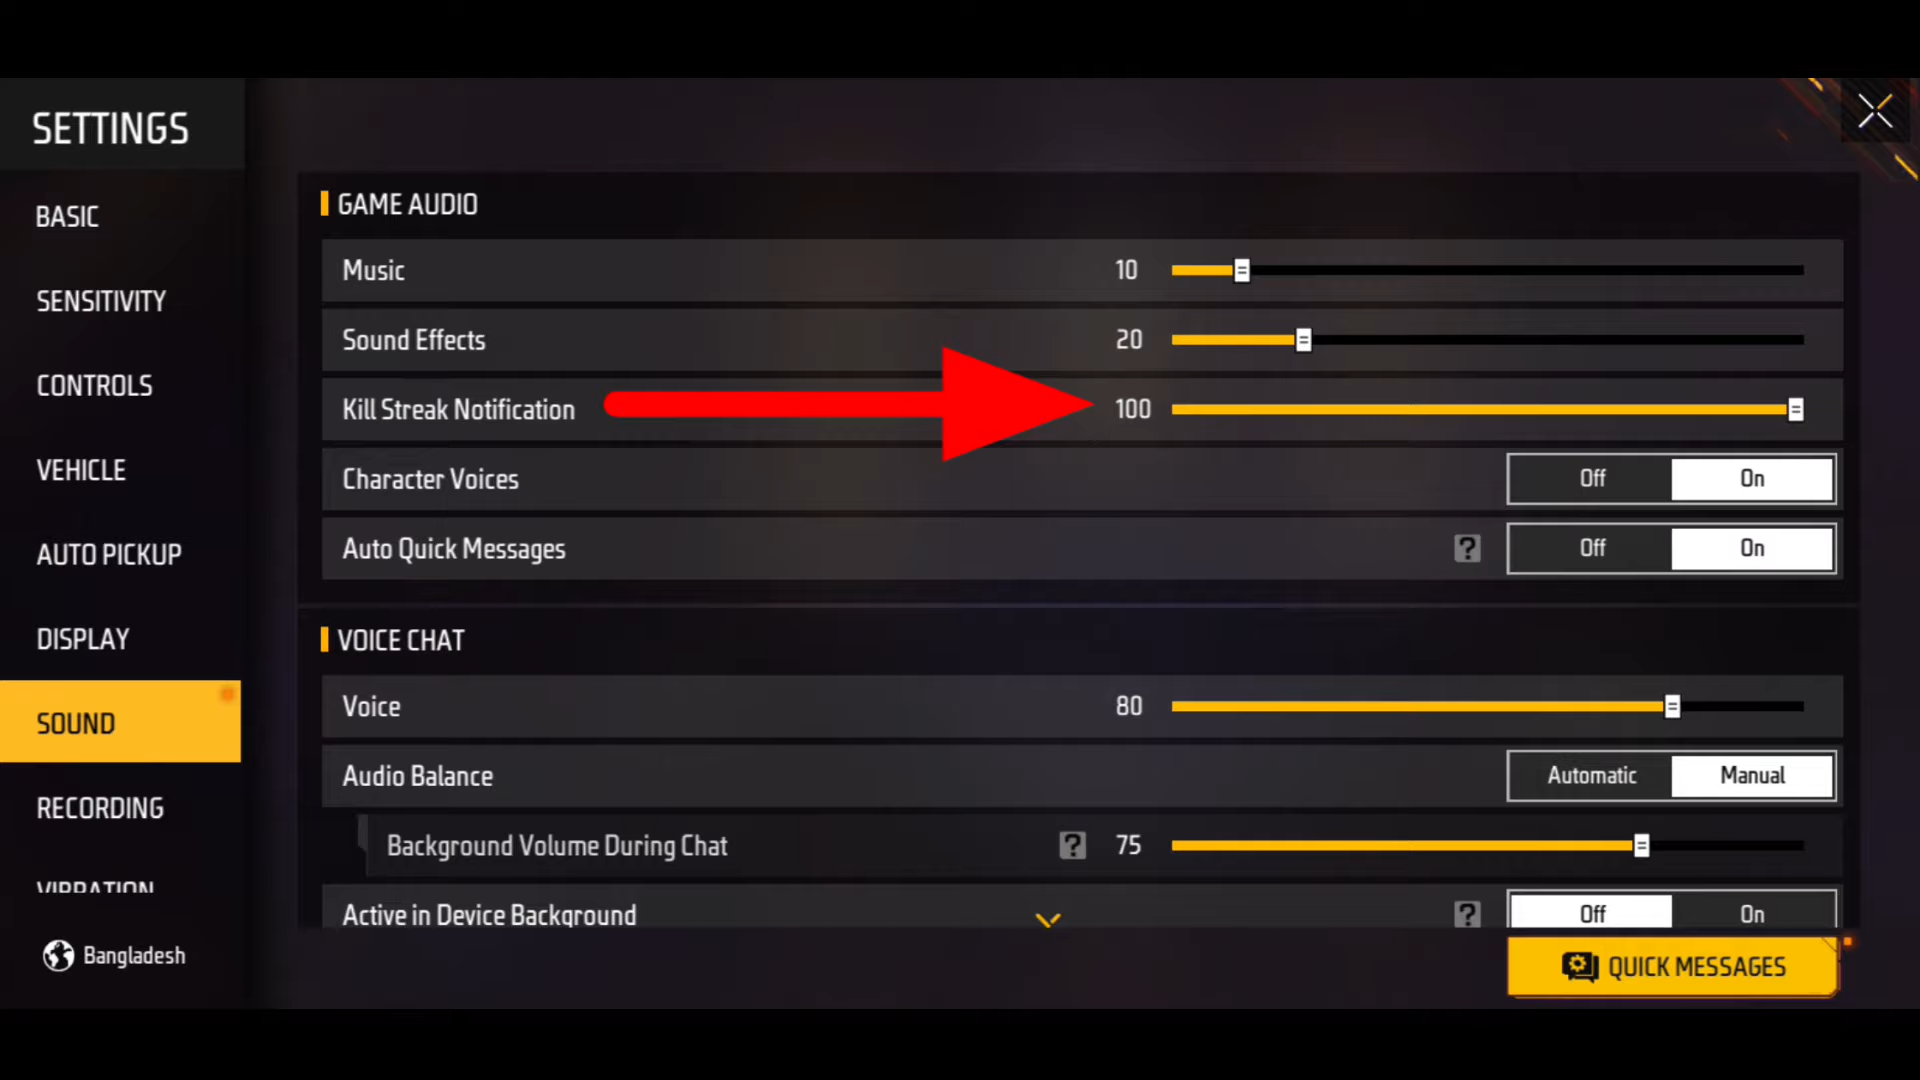 SETTINGS
BASIC
SENSITIVITY
CONTROLS
VEHICLE
AUTO PICKUP
DISPLAY
SOUND
RECORDING
VIBRATION
Bangladesh
GAME AUDIO
Music 10
Sound Effects 20
Kill Streak Notification 100
Character Voices Off On
Auto Quick Messages ? Off On
VOICE CHAT
Voice 80
Audio Balance Automatic Manual
Background Volume During Chat ? 75
Active in Device Background ? Off On
QUICK MESSAGES